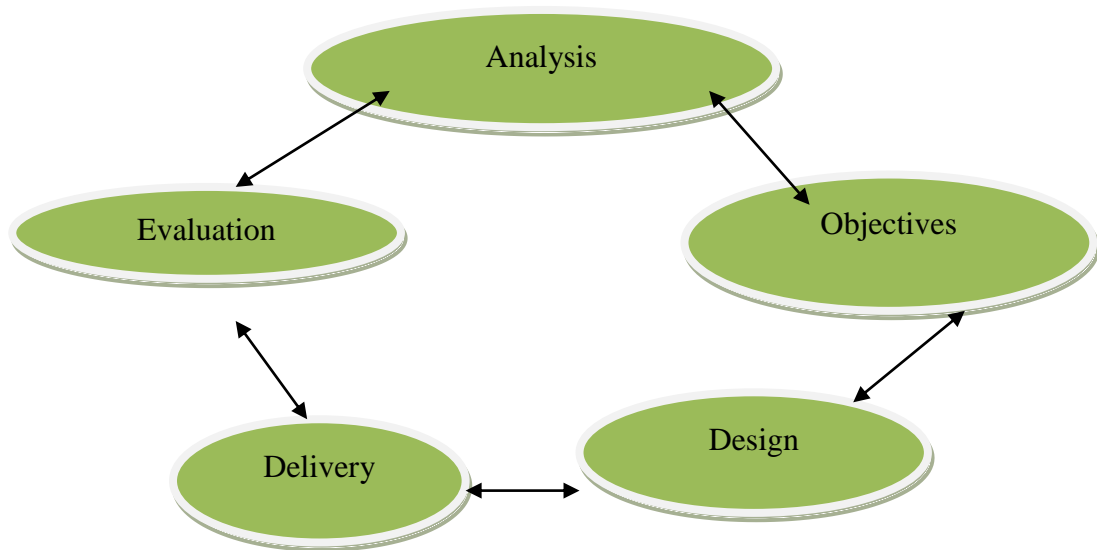 Analysis
Evaluation
Objectives
Design
Delivery